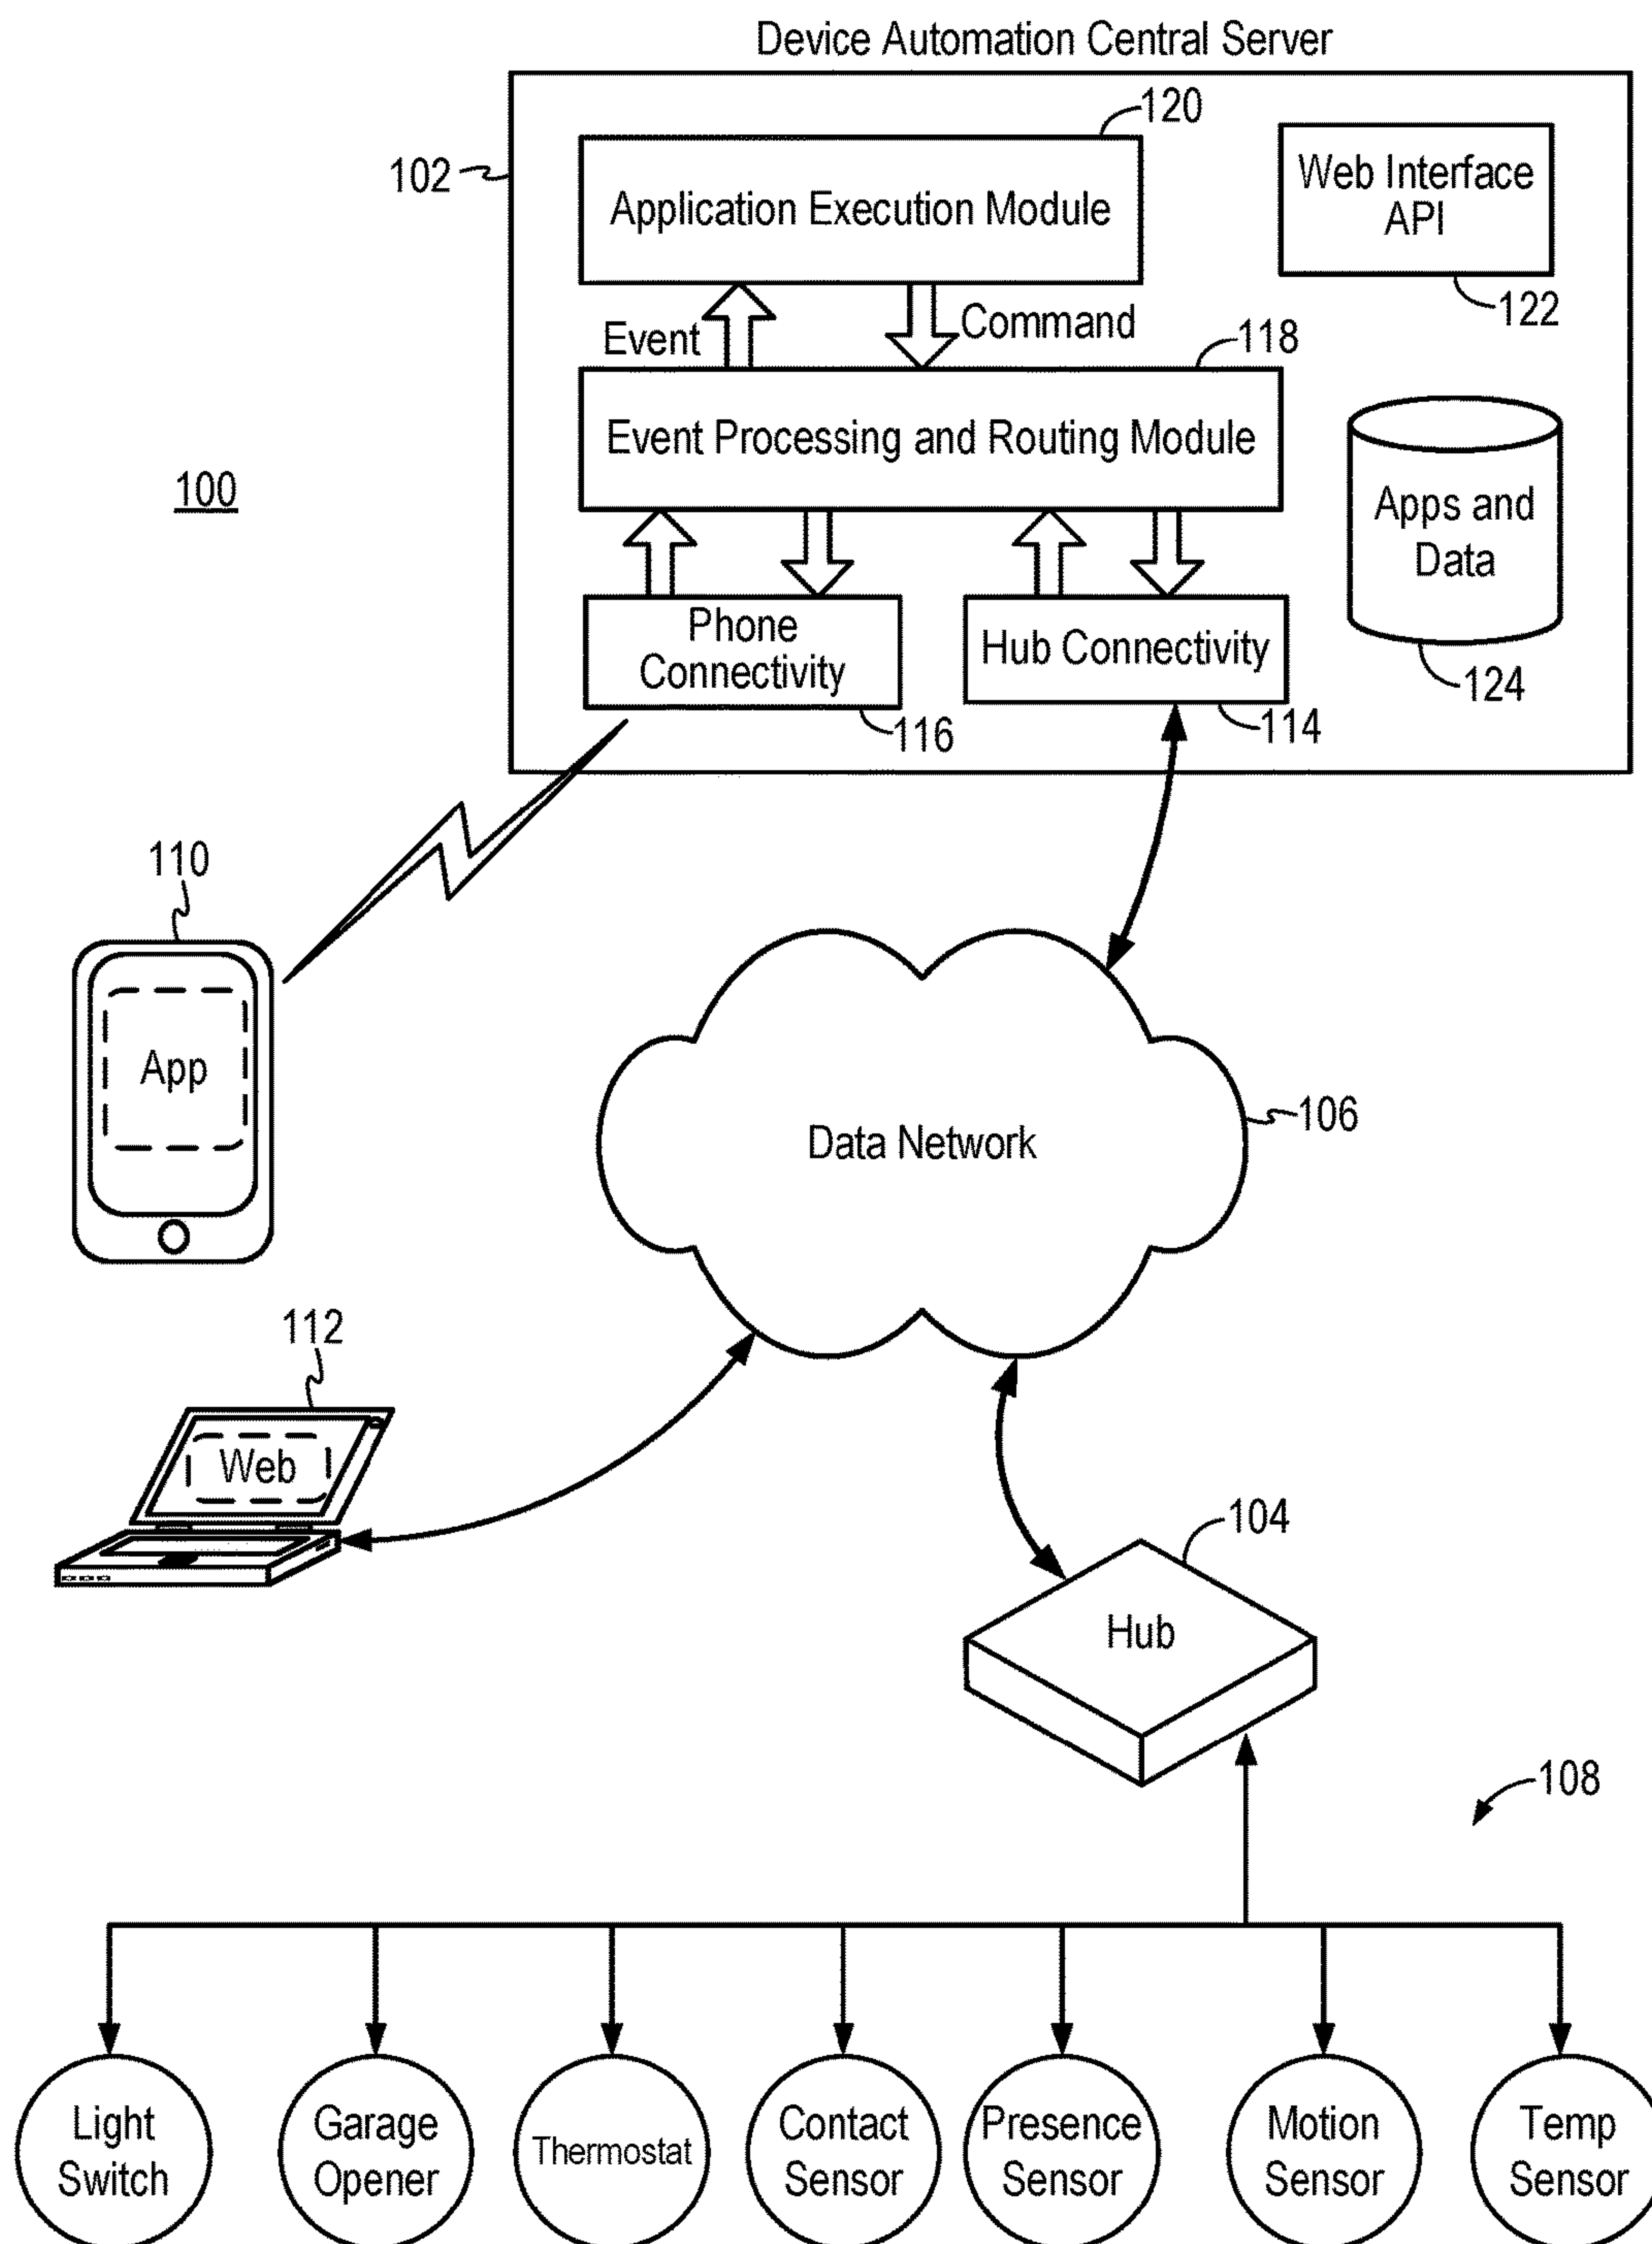 Device Automation Central Server
120
102
Application Execution Module
Web Interface
API
122
Event
Command
118
Event Processing and Routing Module
100
Apps and
Data
124
Phone
Connectivity
116
Hub Connectivity
114
110
App
Data Network
106
112
Web
104
Hub
108
Light
Switch
Garage
Opener
Thermostat
Contact
Sensor
Presence
Sensor
Motion
Sensor
Temp
Sensor